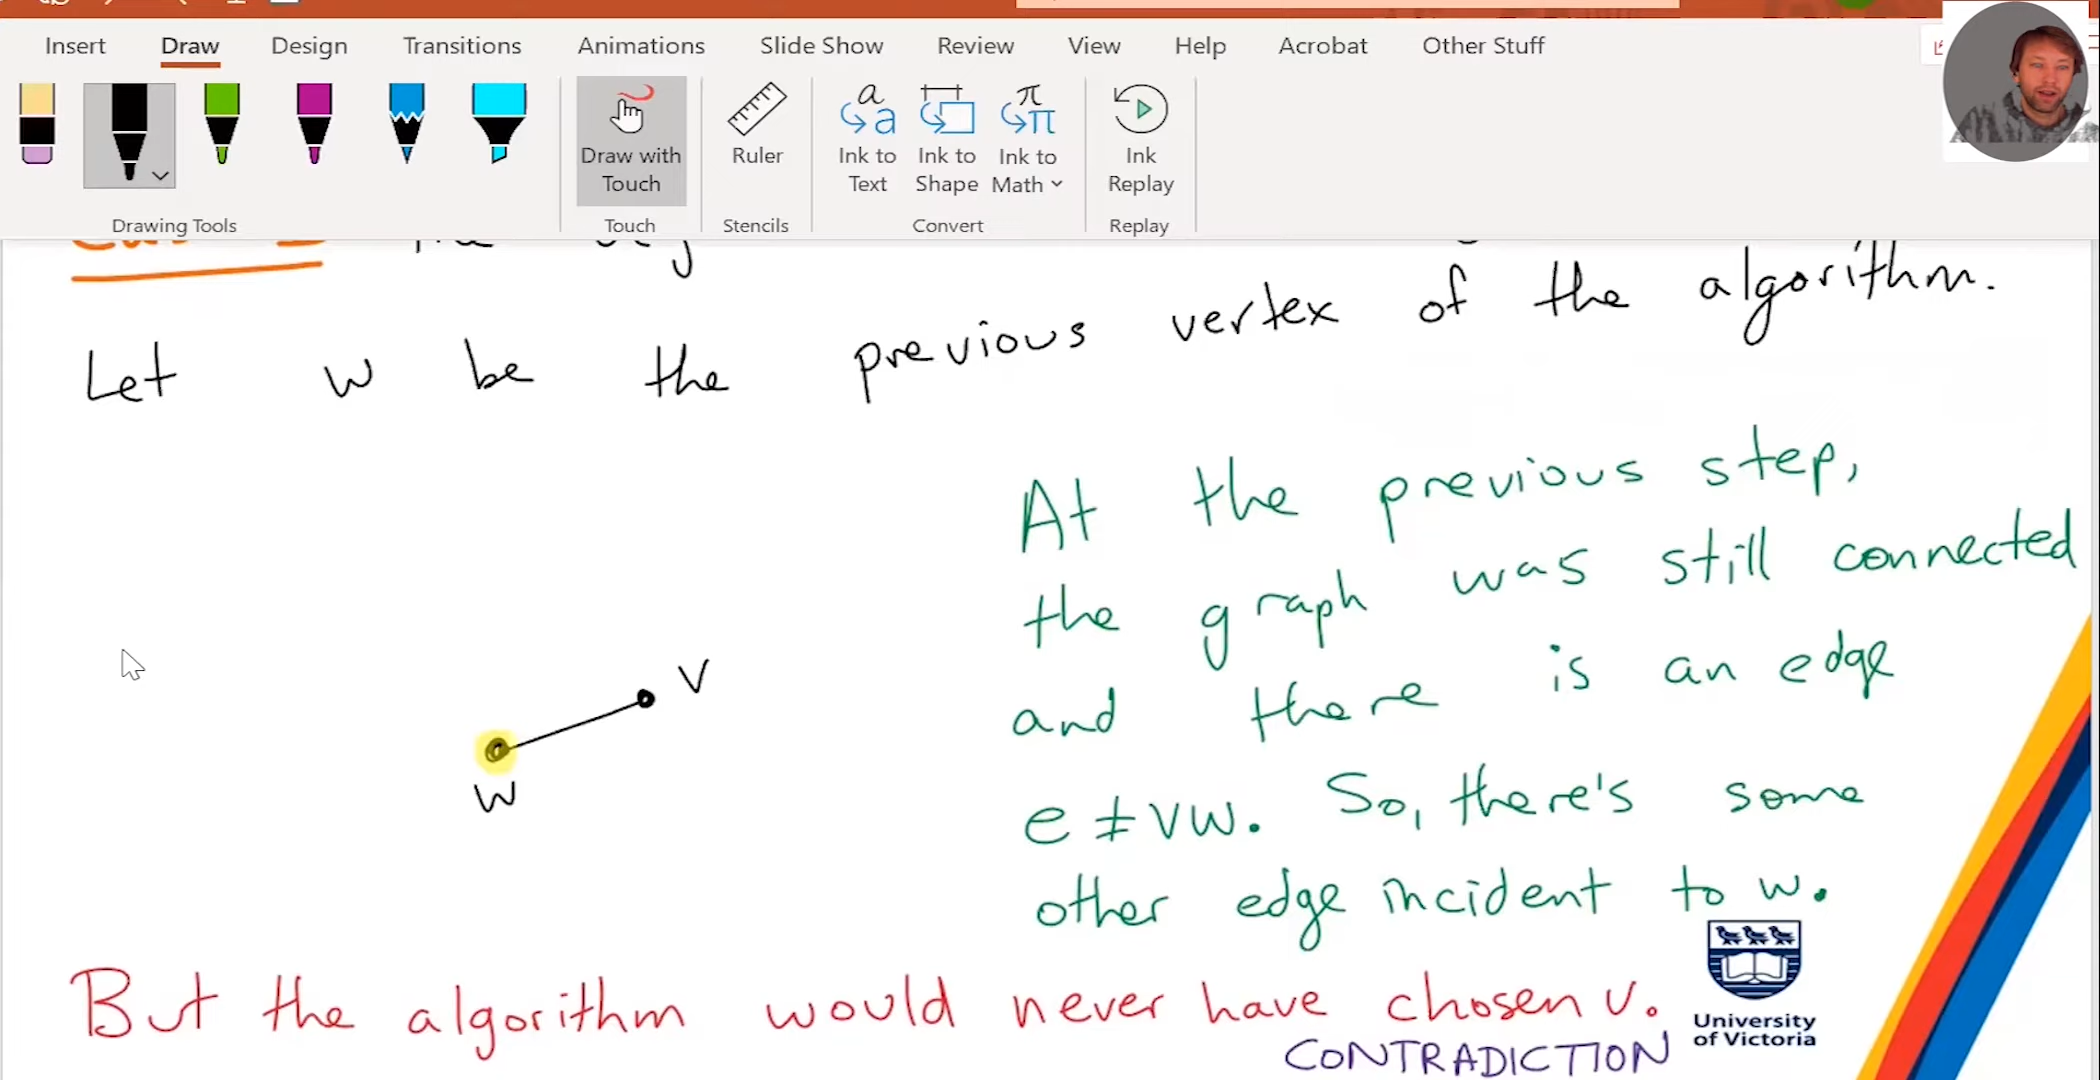 Insert Draw Design Transitions Animations Slide Show Review View Help Acrobat Other Stuff
Draw with Touch
Ruler
Ink to Text
Ink to Shape
Ink to Math
Ink Replay
Drawing Tools Touch Stencils Convert Replay
Let w be the previous vertex of the algorithm.
At the previous step,
the graph was still connected
and there is an edge
e ≠ vw. So, there's some
other edge incident to w.
v
w
But the algorithm would never have chosen v.
CONTRADICTION
University
of Victoria